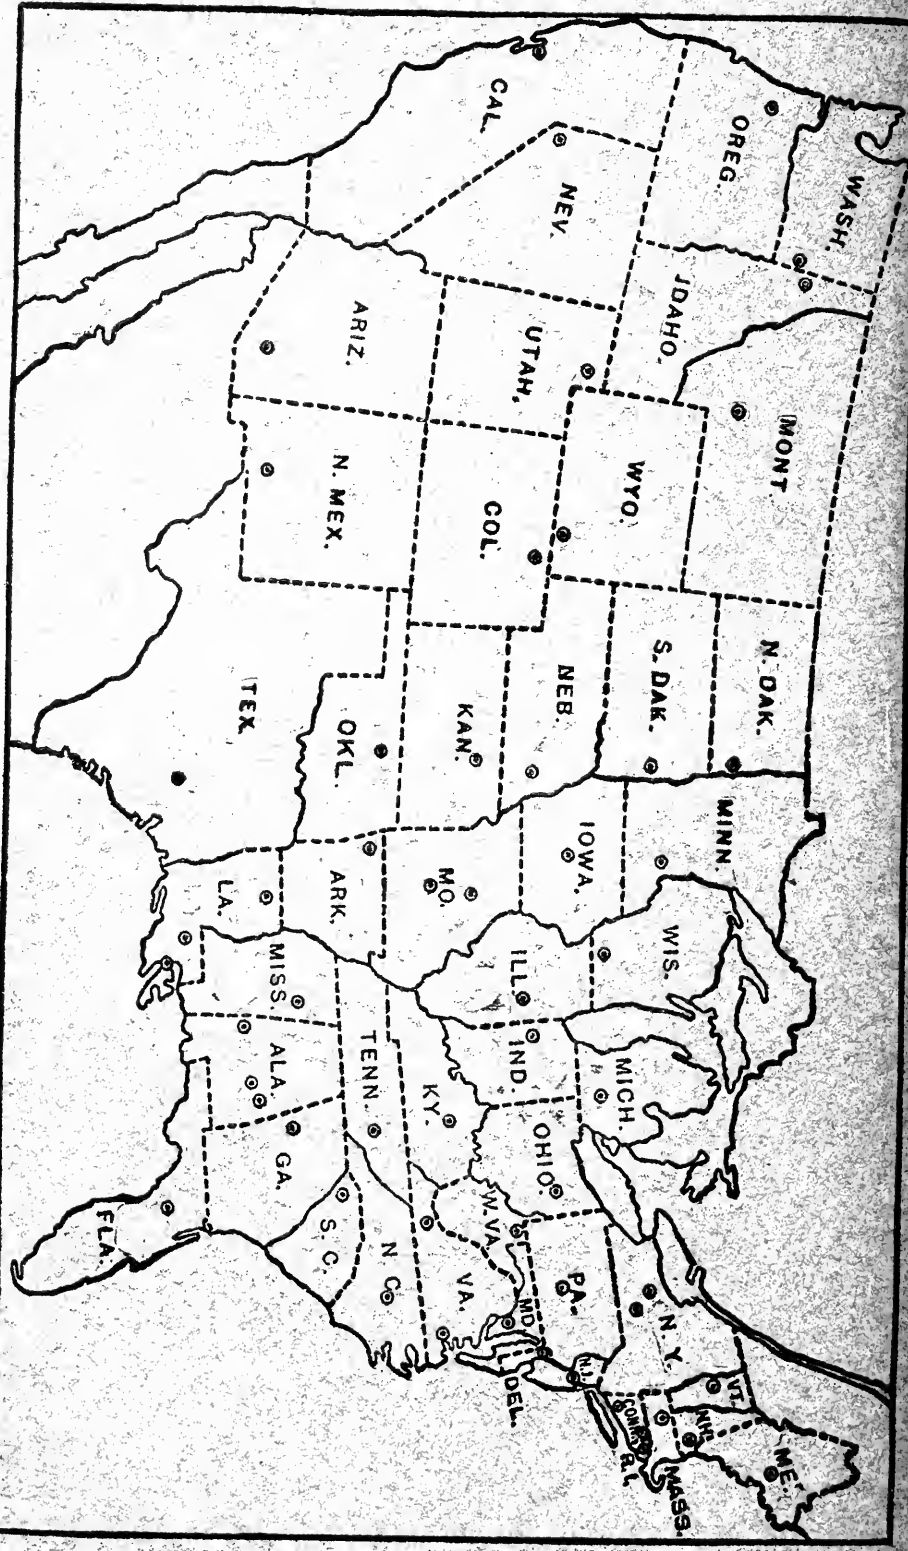 WASH.
OREG.
CAL.
NEV.
IDAHO.
MONT.
WYO.
UTAH,
ARIZ.
COL.
N. MEX.
N. DAK.
S. DAK.
NEB.
KAN.
OKL.
TEX.
MINN.
IOWA.
MO.
ARK.
LA.
WIS.
ILL.
MISS.
MICH.
IND.
OHIO.
KY.
TENN.
ALA.
GA.
FLA.
S. C.
N. C.
W. VA.
VA.
PA.
MD.
DEL.
N.J.
N. Y.
VT.
N.H.
ME.
MASS.
CONN.
R.I.